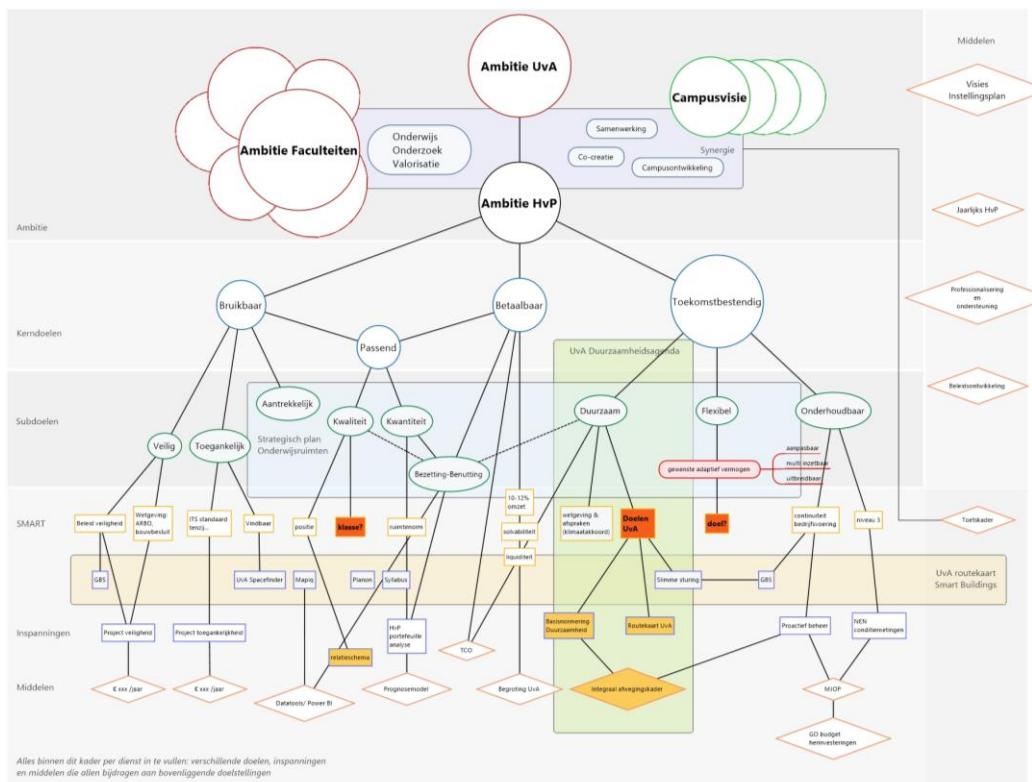 Ambitie UvA
Campusvisie
Ambitie Faculteiten
Onderwijs
Onderzoek
Valorisatie
Samenwerking
Co-creatie
Campusontwikkeling
Synergie
Ambitie HvP
Ambitie
Middelen
Visies
Instellingsplan
Jaarlijks HvP
Professionalisering
en
ondersteuning
Beleidsontwikkeling
Toetskader
Kerndoelen
Bruikbaar
Betaalbaar
Toekomstbestendig
Passend
UvA Duurzaamheidsagenda
Subdoelen
Aantrekkelijk
Kwaliteit
Kwantiteit
Duurzaam
Flexibel
Onderhoudbaar
Veilig
Toegankelijk
Strategisch plan
Onderwijsruimten
Bezetting-Benutting
gewenste adaptief vermogen
aanpasbaar
multi inzetbaar
uitbreidbaar
SMART
Beleid veiligheid
Wetgeving:
ARBO,
bouwbesluit
ITS standaard
tenzij...
Vindbaar
positie
klasse?
ruimtenorm
10-12%
omzet
solvabiliteit
liquiditeit
wetgeving &
afspraken
(klimaatakkoord)
Doelen
UvA
doel?
continuïteit
bedrijfsvoering
niveau 3
GBS
UvA Spacefinder
Mapiq
Planon
Syllabus
Slimme sturing
GBS
UvA routekaart
Smart Buildings
Inspanningen
Project veiligheid
Project toegankelijkheid
relatieschema
HvP
portefeuille
analyse
TCO
Basisnormering
Duurzaamheid
Routekaart UvA
Proactief beheer
NEN
conditiemetingen
Middelen
€ xxx /jaar
€ xxx /jaar
Datatools/ Power BI
Prognosemodel
Begroting UvA
Integraal afwegingskader
MJOP
GO budget
herinvesteringen
Alles binnen dit kader per dienst in te vullen: verschillende doelen, inspanningen
en middelen die allen bijdragen aan bovenliggende doelstellingen